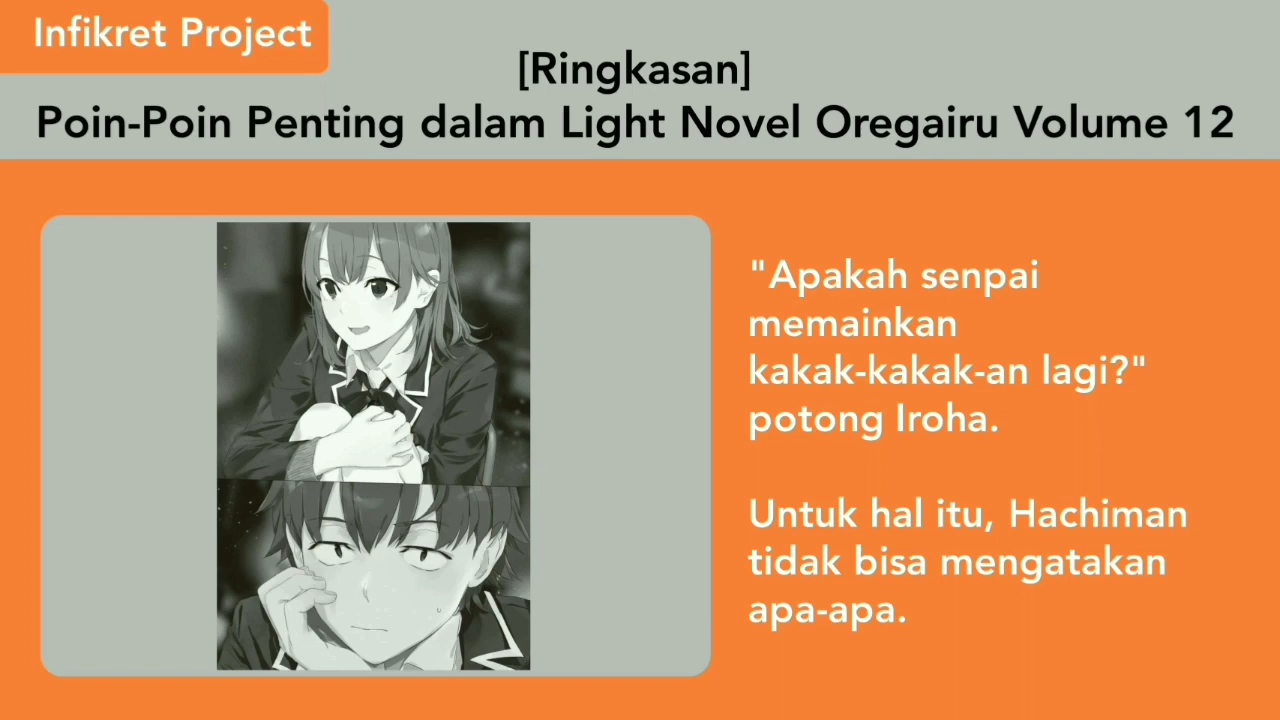 Infikret Project
[Ringkasan]
Poin-Poin Penting dalam Light Novel Oregairu Volume 12
"Apakah senpai
memainkan
kakak-kakak-an lagi?"
potong Iroha.
Untuk hal itu, Hachiman
tidak bisa mengatakan
apa-apa.